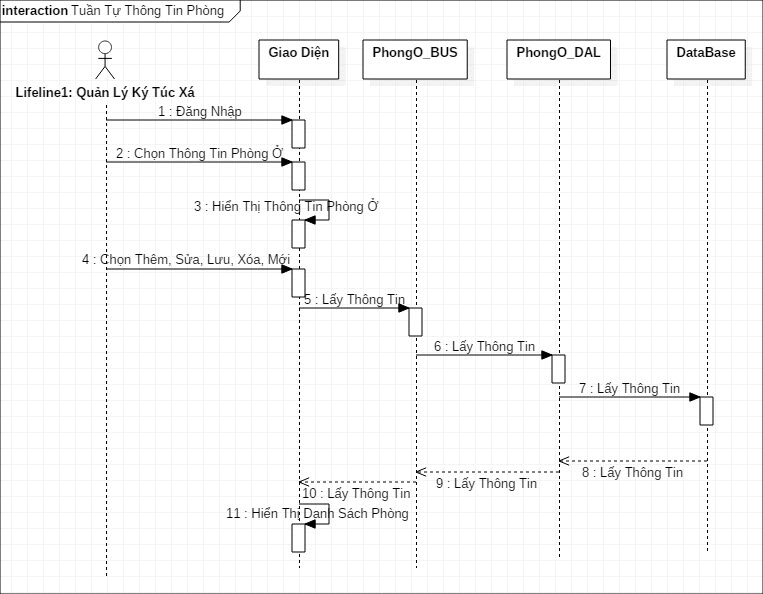 interaction Tuần Tự Thông Tin Phòng
Giao Diện
PhongO_BUS
PhongO_DAL
DataBase
Lifeline1: Quản Lý Ký Túc Xá
1 : Đăng Nhập
2 : Chọn Thông Tin Phòng Ở
3 : Hiển Thị Thông Tin Phòng Ở
4 : Chọn Thêm, Sửa, Lưu, Xóa, Mới
5 : Lấy Thông Tin
6 : Lấy Thông Tin
7 : Lấy Thông Tin
8 : Lấy Thông Tin
9 : Lấy Thông Tin
10 : Lấy Thông Tin
11 : Hiển Thị Danh Sách Phòng